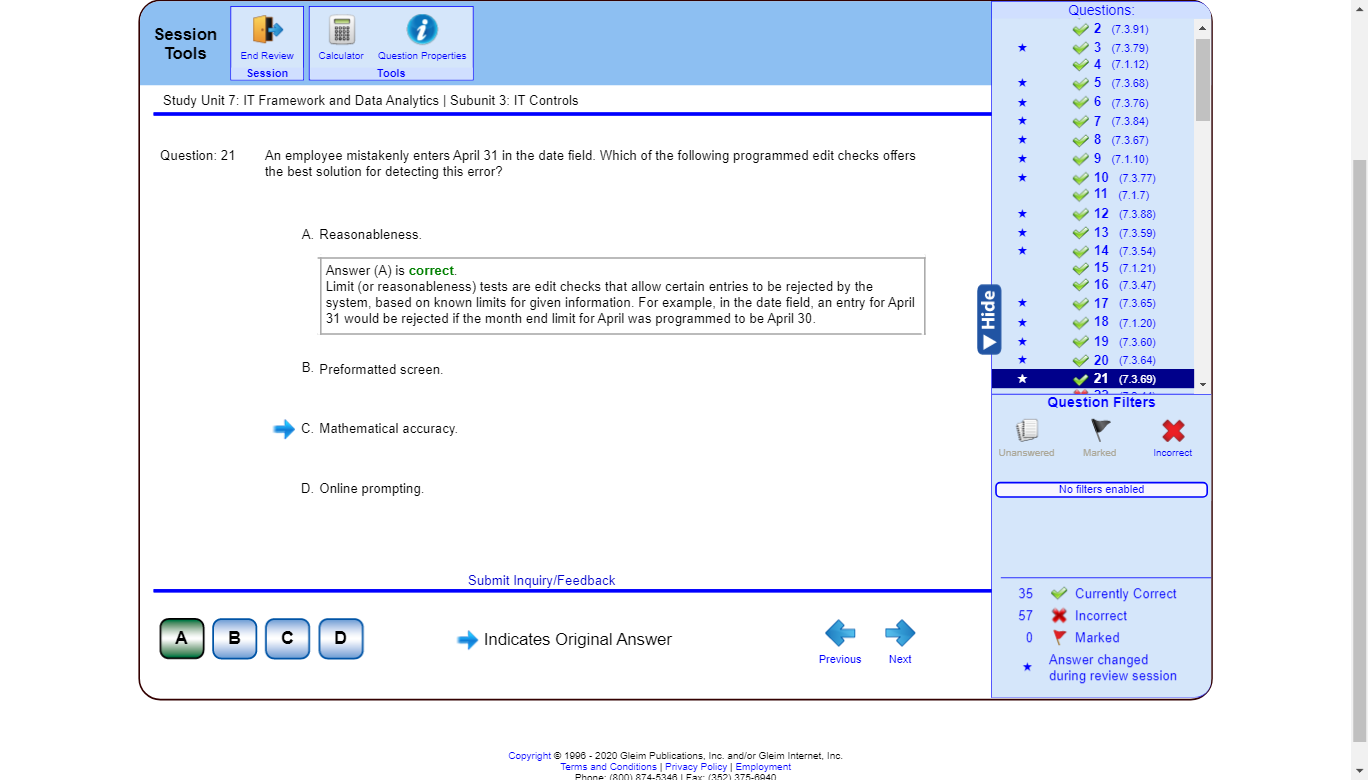 Session Tools
End Review
Session
Calculator
Question Properties
Tools
Study Unit 7: IT Framework and Data Analytics | Subunit 3: IT Controls
Question: 21
An employee mistakenly enters April 31 in the date field. Which of the following programmed edit checks offers
the best solution for detecting this error?
A. Reasonableness.
Answer (A) is correct.
Limit (or reasonableness) tests are edit checks that allow certain entries to be rejected by the
system, based on known limits for given information. For example, in the date field, an entry for April
31 would be rejected if the month end limit for April was programmed to be April 30.
B. Preformatted screen.
C. Mathematical accuracy.
D. Online prompting.
Submit Inquiry/Feedback
A B C D
Indicates Original Answer
Previous
Next
Hide
Questions:
2 (7.3.91)
3 (7.3.79)
4 (7.1.12)
5 (7.3.68)
6 (7.3.76)
7 (7.3.84)
8 (7.3.67)
9 (7.1.10)
10 (7.3.77)
11 (7.1.7)
12 (7.3.88)
13 (7.3.59)
14 (7.3.54)
15 (7.1.21)
16 (7.3.47)
17 (7.3.65)
18 (7.1.20)
19 (7.3.60)
20 (7.3.64)
21 (7.3.69)
Question Filters
Unanswered
Marked
Incorrect
No filters enabled
35 Currently Correct
57 Incorrect
0 Marked
Answer changed
during review session
Copyright © 1996 - 2020 Gleim Publications, Inc. and/or Gleim Internet, Inc.
Terms and Conditions | Privacy Policy | Employment
Phone: (800) 874-5346 | Fax: (352) 375-6940